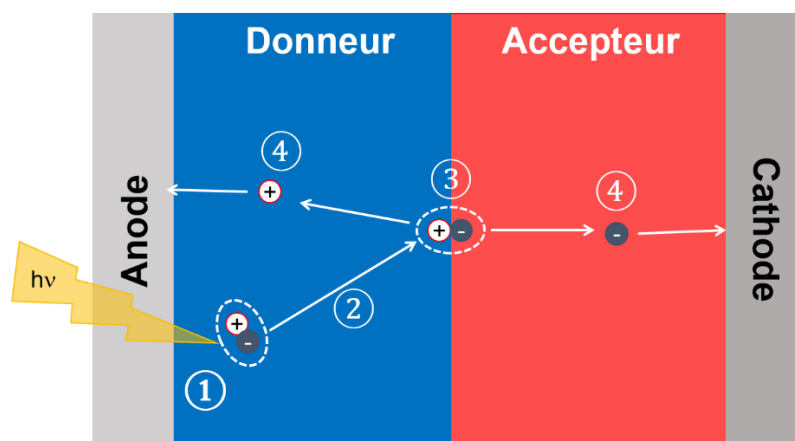 Donneur
Accepteur
Anode
Cathode
hν
①
②
③
④
④
+
-
+
+
-
-